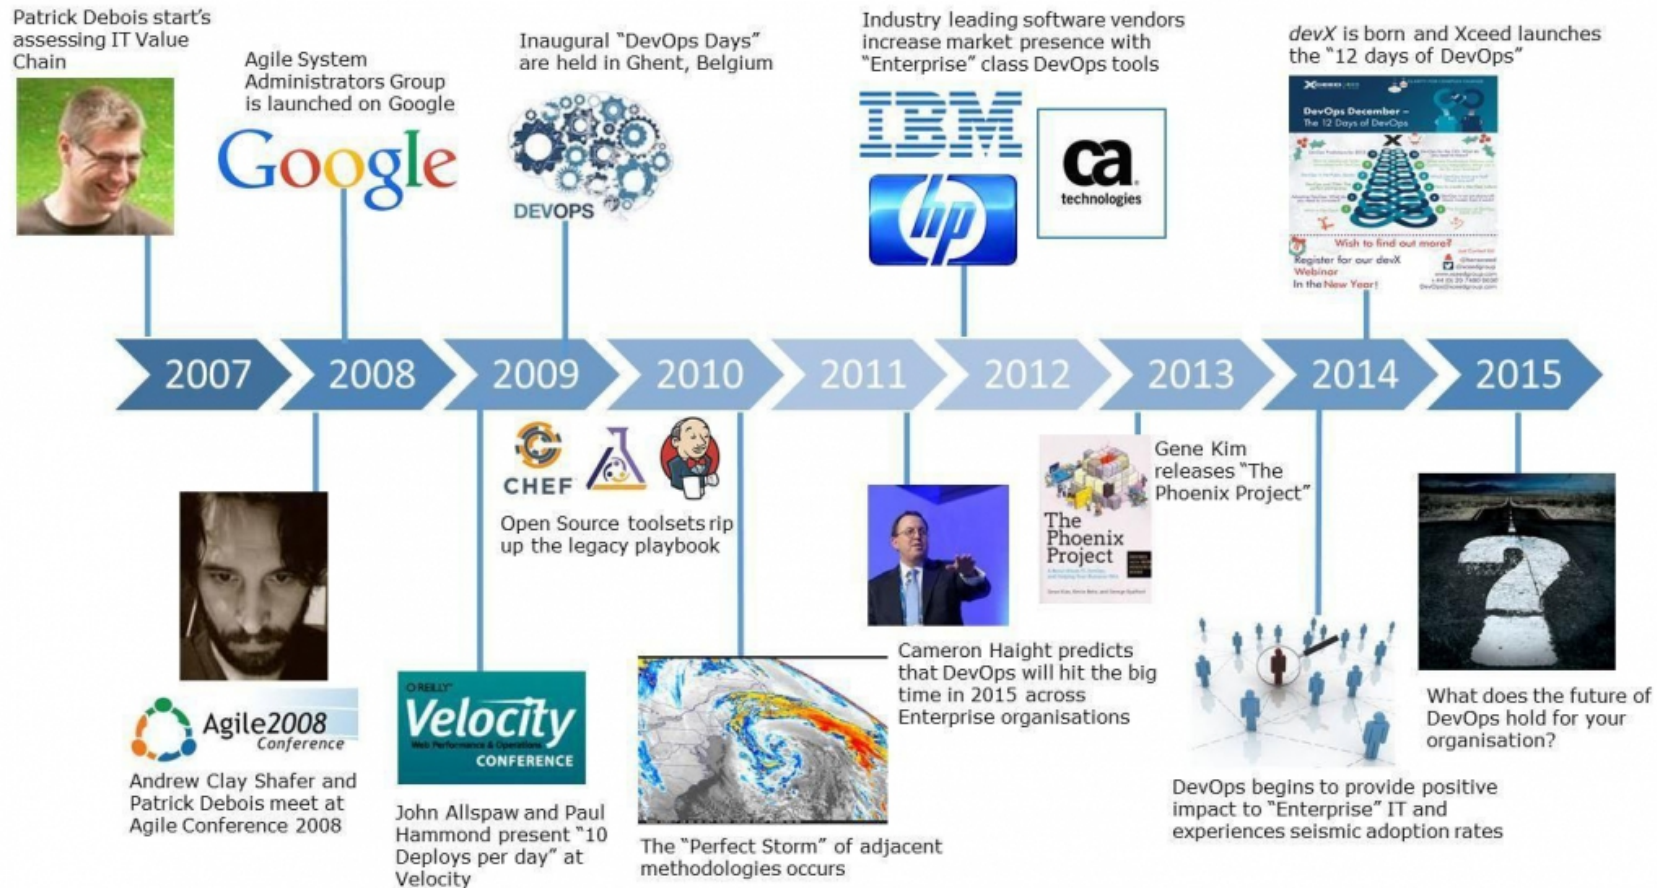 Patrick Debois start's
assessing IT Value
Chain
Agile System
Administrators Group
is launched on Google
Google
Inaugural “DevOps Days”
are held in Ghent, Belgium
DEVOPS
Industry leading software vendors
increase market presence with
“Enterprise” class DevOps tools
IBM
hp
ca
technologies
devX is born and Xceed launches
the “12 days of DevOps”
DevOps December –
The 12 Days of DevOps
Wish to find out more?
Register for our devX
Webinar
In the New Year!
2007
2008
2009
2010
2011
2012
2013
2014
2015
Agile2008
Conference
Andrew Clay Shafer and
Patrick Debois meet at
Agile Conference 2008
O'REILLY
Velocity
Web Performance & Operations
CONFERENCE
John Allspaw and Paul
Hammond present “10
Deploys per day” at
Velocity
CHEF
Open Source toolsets rip
up the legacy playbook
The “Perfect Storm” of adjacent
methodologies occurs
Cameron Haight predicts
that DevOps will hit the big
time in 2015 across
Enterprise organisations
The
Phoenix
Project
Gene Kim
releases “The
Phoenix Project”
DevOps begins to provide positive
impact to “Enterprise” IT and
experiences seismic adoption rates
?
What does the future of
DevOps hold for your
organisation?